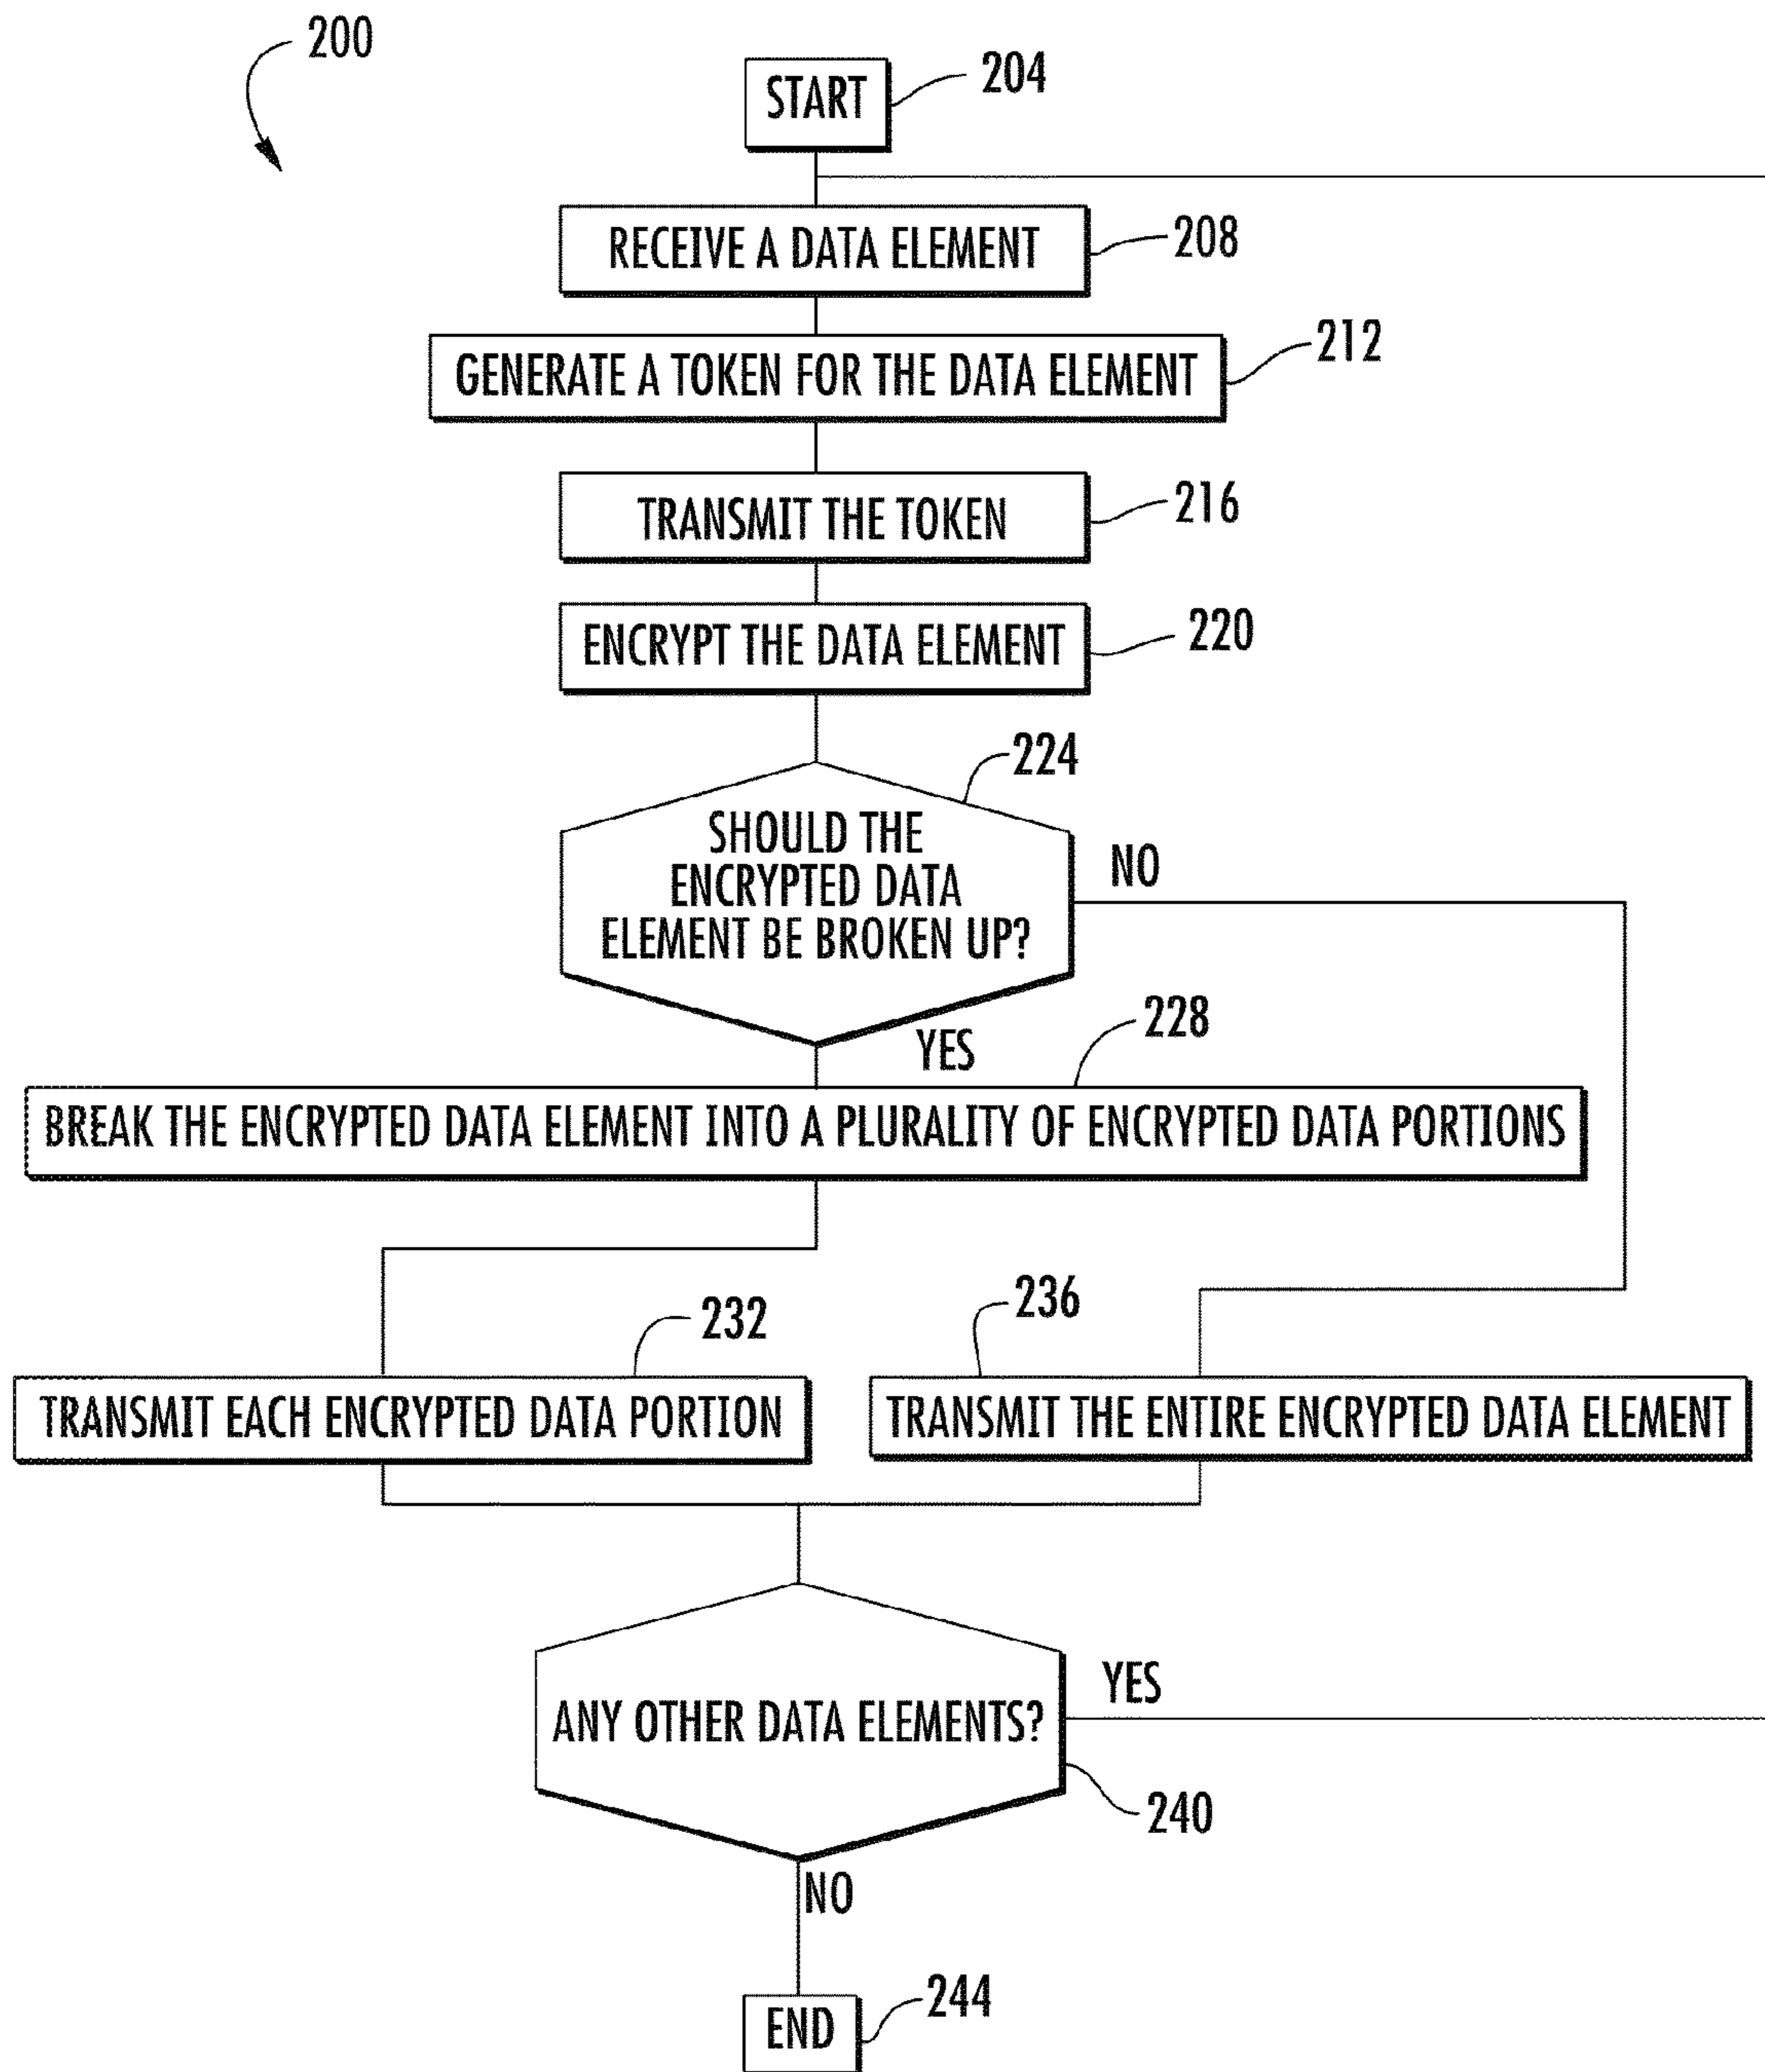 200
START
204
RECEIVE A DATA ELEMENT
208
GENERATE A TOKEN FOR THE DATA ELEMENT
212
TRANSMIT THE TOKEN
216
ENCRYPT THE DATA ELEMENT
220
224
SHOULD THE
ENCRYPTED DATA
ELEMENT BE BROKEN UP?
NO
YES
228
BREAK THE ENCRYPTED DATA ELEMENT INTO A PLURALITY OF ENCRYPTED DATA PORTIONS
232
236
TRANSMIT EACH ENCRYPTED DATA PORTION
TRANSMIT THE ENTIRE ENCRYPTED DATA ELEMENT
ANY OTHER DATA ELEMENTS?
YES
240
NO
END
244